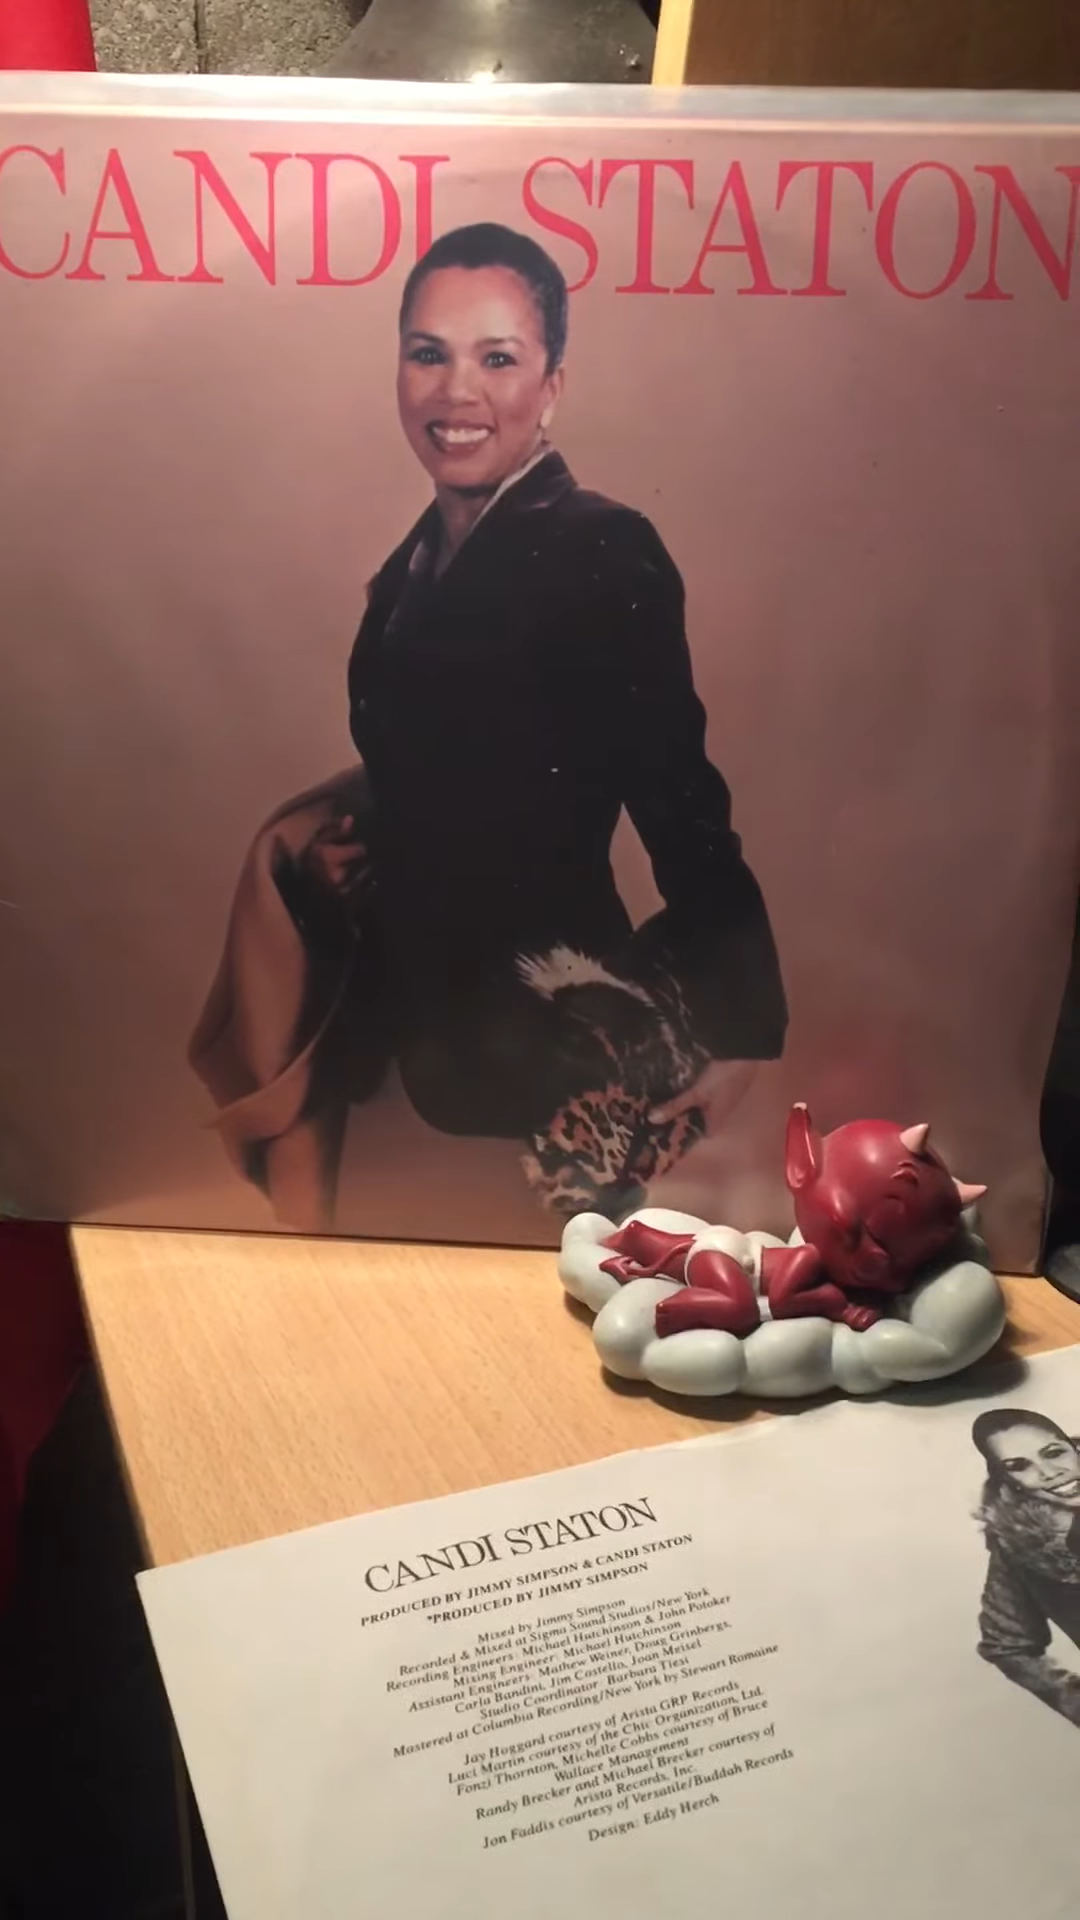 CANDI STATON
CANDI STATON
PRODUCED BY JIMMY SIMPSON & CANDI STATON
*PRODUCED BY JIMMY SIMPSON
Mixed by Jimmy Simpson
Recorded & Mixed at Sigma Sound Studios/New York
Recording Engineers: Michael Hutchinson & John Potoker
Mixing Engineer: Michael Hutchinson
Assistant Engineers: Mathew Weiner, Doug Grinbergs,
Carla Bandini, Jim Costello, Joan Meisel
Studio Coordinator: Barbara Tiesi
Mastered at Columbia Recording/New York by Stewart Romaine
Jay Hoggard courtesy of Arista GRP Records
Luci Martin courtesy of the Chic Organization, Ltd.
Fonzi Thornton, Michelle Cobbs courtesy of Bruce
Wallace Management
Randy Brecker and Michael Brecker courtesy of
Arista Records, Inc.
Jon Faddis courtesy of Versatile/Buddah Records
Design: Eddy Herch